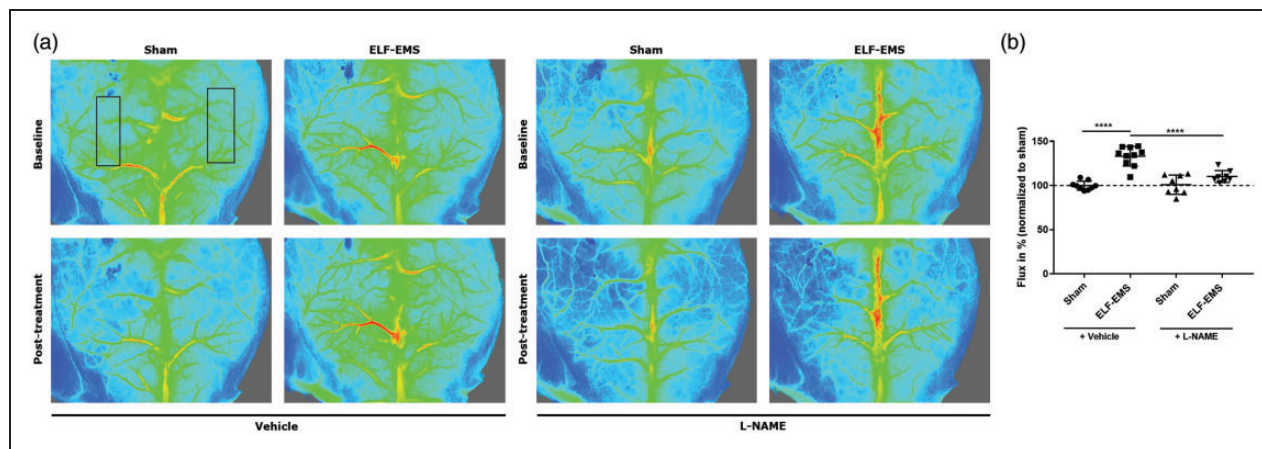 (a)
Sham ELF-EMS Sham ELF-EMS
Baseline Baseline
Post-treatment Post-treatment
Vehicle L-NAME
(b)
**** ****
Flux in % (normalized to sham)
150
100
50
0
Sham ELF-EMS Sham ELF-EMS
+ Vehicle + L-NAME